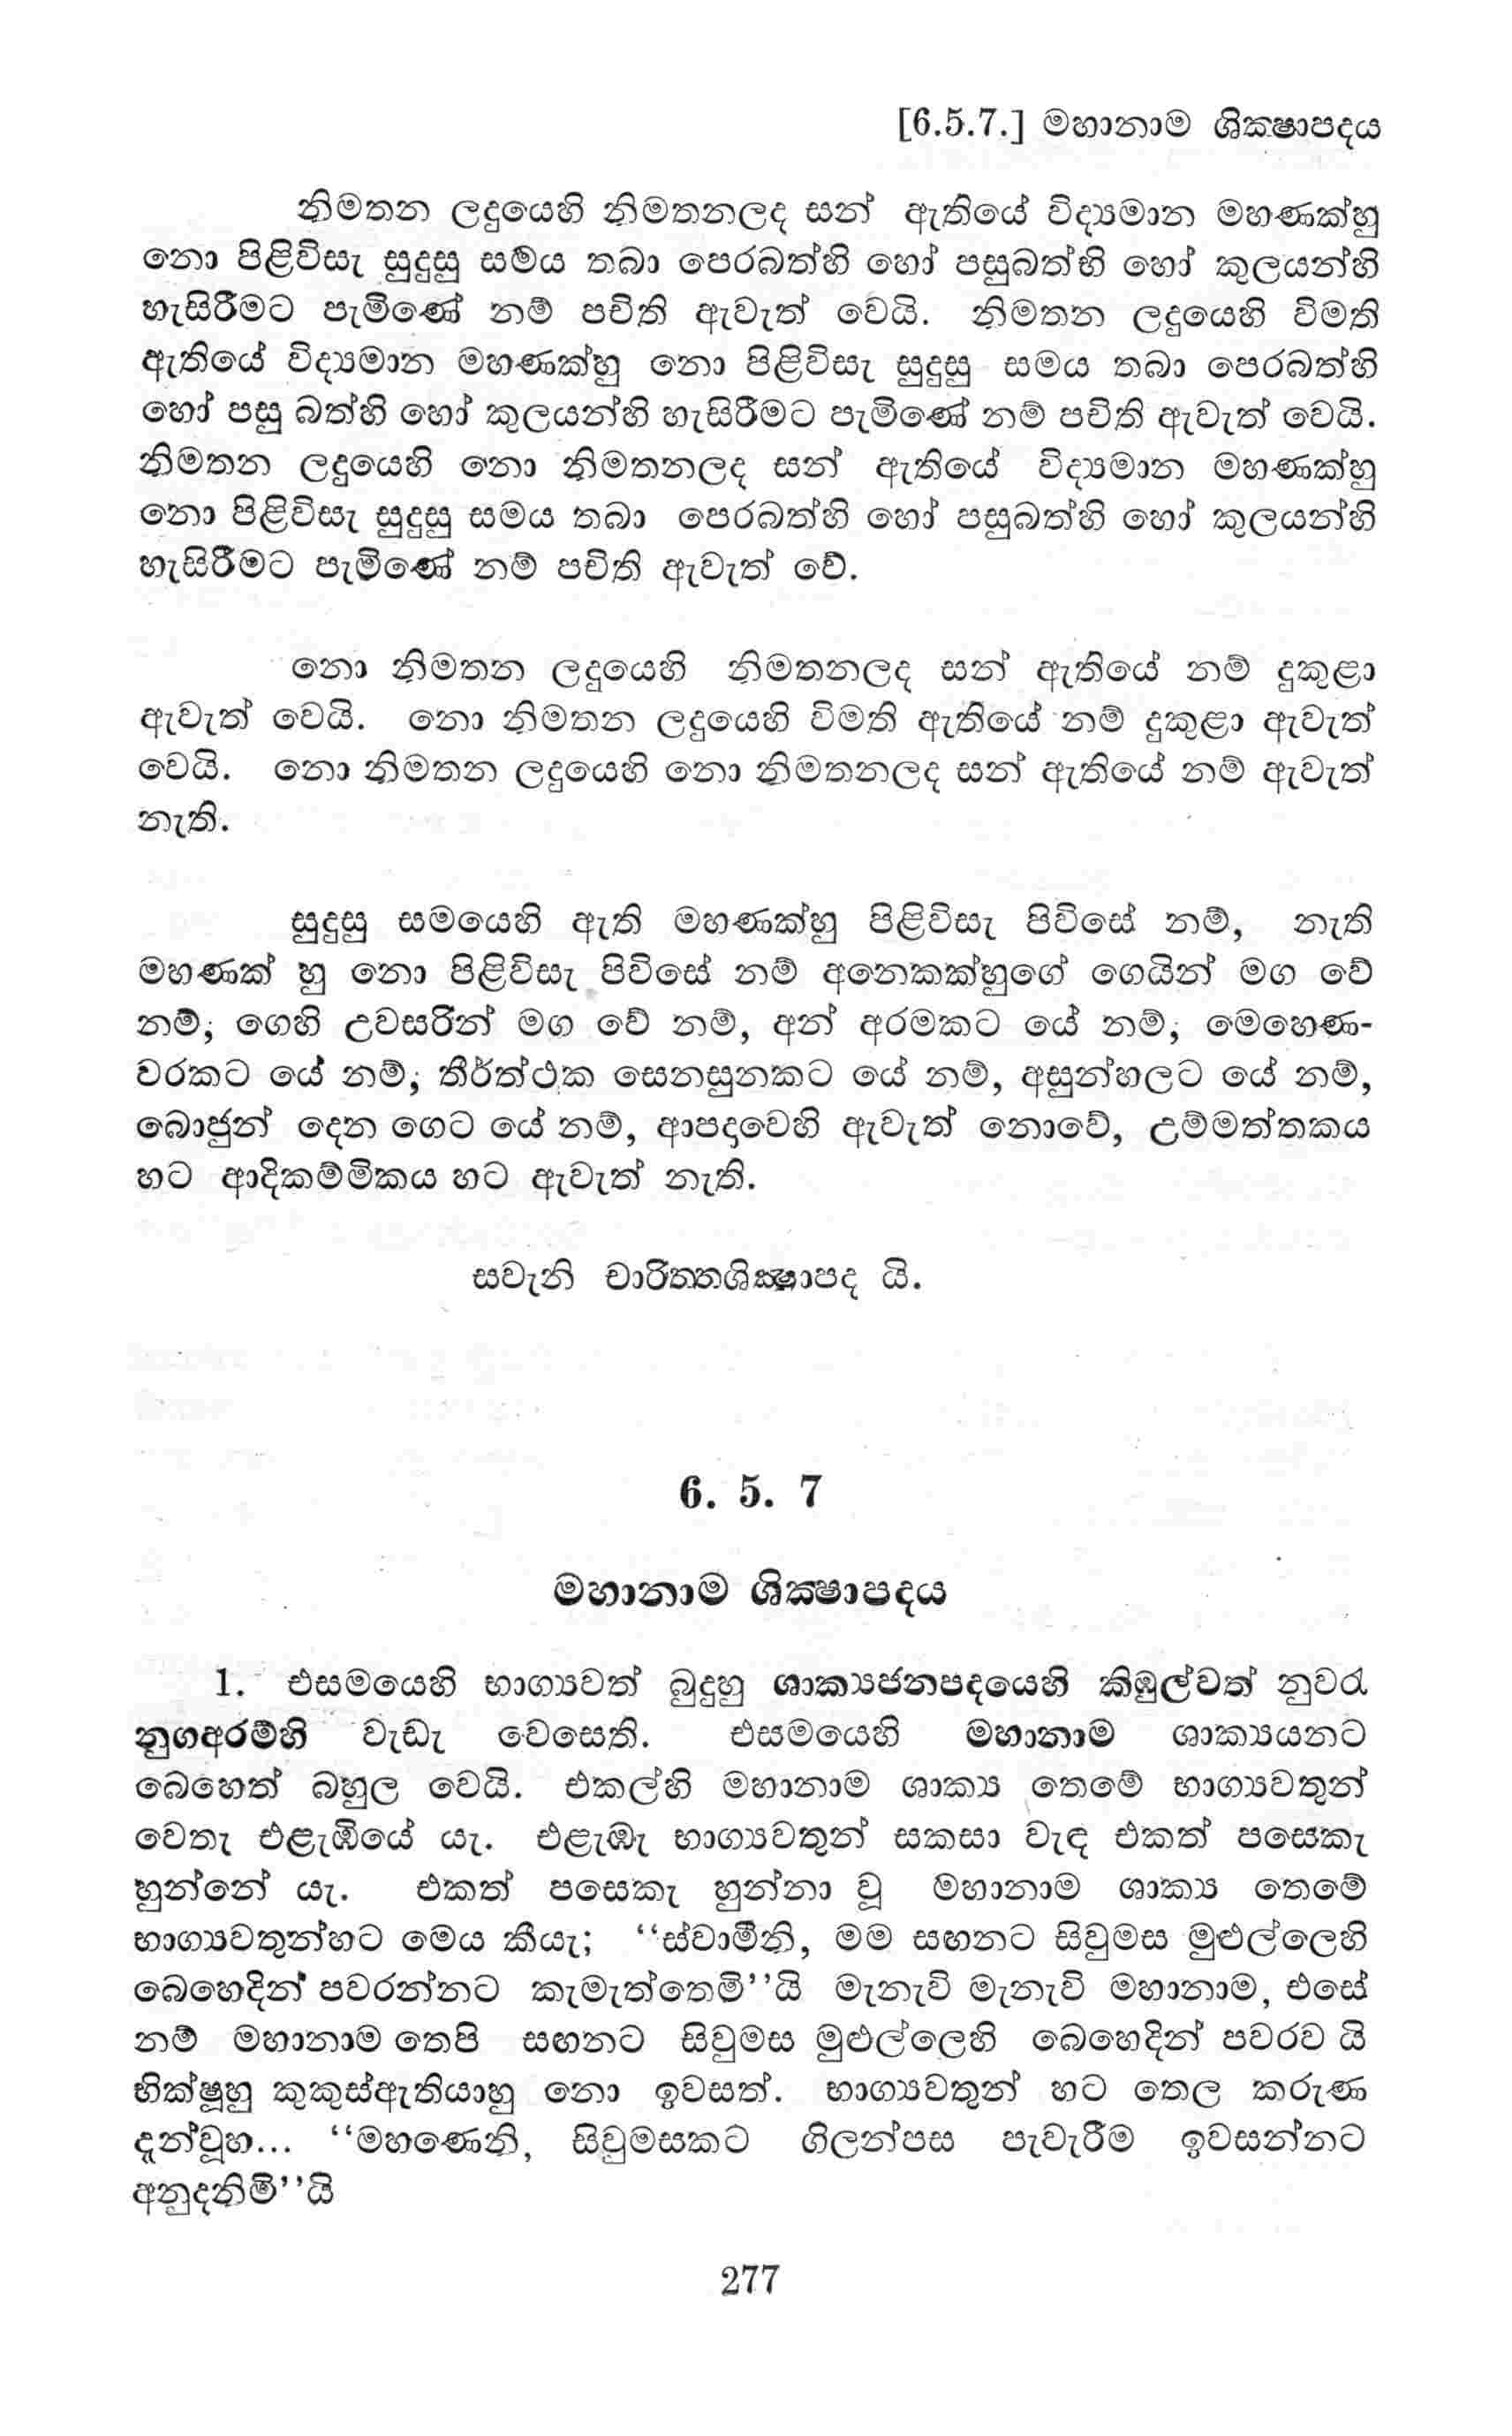 [6.5.7.] මහානාම ශික්‍ෂාපදය
නිමතන ලදුයෙහි නිමතනලද සන් ඇතියේ විද්‍යමාන මහණක්හු
නො පිළිවිසැ සුදුසු සමය තබා පෙරබත්හි හෝ පසුබත්හි හෝ කුලයන්හි
හැසිරීමට පැමිණේ නම් පචිති ඇවැත් වෙයි. නිමතන ලදුයෙහි විමති
ඇතියේ විද්‍යමාන මහණක්හු නො පිළිවිසැ සුදුසු සමය තබා පෙරබත්හි
හෝ පසු බත්හි හෝ කුලයන්හි හැසිරීමට පැමිණේ නම් පචිති ඇවැත් වෙයි.
නිමතන ලදුයෙහි නො නිමතනලද සන් ඇතියේ විද්‍යමාන මහණක්හු
නො පිළිවිසැ සුදුසු සමය තබා පෙරබත්හි හෝ පසුබත්හි හෝ කුලයන්හි
හැසිරීමට පැමිණේ නම් පචිති ඇවැත් වේ.
නො නිමතන ලදුයෙහි නිමතනලද සන් ඇතියේ නම් දුකුළා
ඇවැත් වෙයි. නො නිමතන ලදුයෙහි විමති ඇතියේ නම් දුකුළා ඇවැත්
වෙයි. නො නිමතන ලදුයෙහි නො නිමතනලද සන් ඇතියේ නම් ඇවැත්
නැති.
සුදුසු සමයෙහි ඇති මහණක්හු පිළිවිසැ පිවිසේ නම්, නැති
මහණක් හු නො පිළිවිසැ පිවිසේ නම් අනෙකක්හුගේ ගෙයින් මග වේ
නම්, ගෙහි උවසරින් මග වේ නම්, අන් අරමකට යේ නම්, මෙහෙණ-
වරකට යේ නම්, තීර්ත්ථක සෙනසුනකට යේ නම්, අසුන්හලට යේ නම්,
බොජුන් දෙන ගෙට යේ නම්, ආපදාවෙහි ඇවැත් නොවේ, උම්මත්තකය
හට ආදිකම්මිකය හට ඇවැත් නැති.
සවැනි චාරිත්තශික්‍ෂාපද යි.
6. 5. 7
මහානාම ශික්‍ෂාපදය
1. එසමයෙහි භාග්‍යවත් බුදුහු ශාක්‍යජනපදයෙහි කිඹුල්වත් නුවරැ
නුගඅරම්හි වැඩැ වෙසෙති. එසමයෙහි මහානාම ශාක්‍යයනට
බෙහෙත් බහුල වෙයි. එකල්හි මහානාම ශාක්‍ය තෙමේ භාග්‍යවතුන්
වෙතැ එළැඹියේ යැ. එළැඹැ භාග්‍යවතුන් සකසා වැඳ එකත් පසෙකැ
හුන්නේ යැ. එකත් පසෙකැ හුන්නා වූ මහානාම ශාක්‍ය තෙමේ
භාග්‍යවතුන්හට මෙය කීයැ; “ස්වාමීනි, මම සඟනට සිවුමස මුළුල්ලෙහි
බෙහෙදින් පවරන්නට කැමැත්තෙමි”යි මැනැවි මැනැවි මහානාම, එසේ
නම් මහානාම තෙපි සඟනට සිවුමස මුළුල්ලෙහි බෙහෙදින් පවරව යි
භික්ෂූහු කුකුස්ඇතියාහු නො ඉවසත්. භාග්‍යවතුන් හට තෙල කරුණ
දැන්වූහ... “මහණෙනි, සිවුමසකට ගිලන්පස පැවැරීම ඉවසන්නට
අනුදනිමි”යි
277